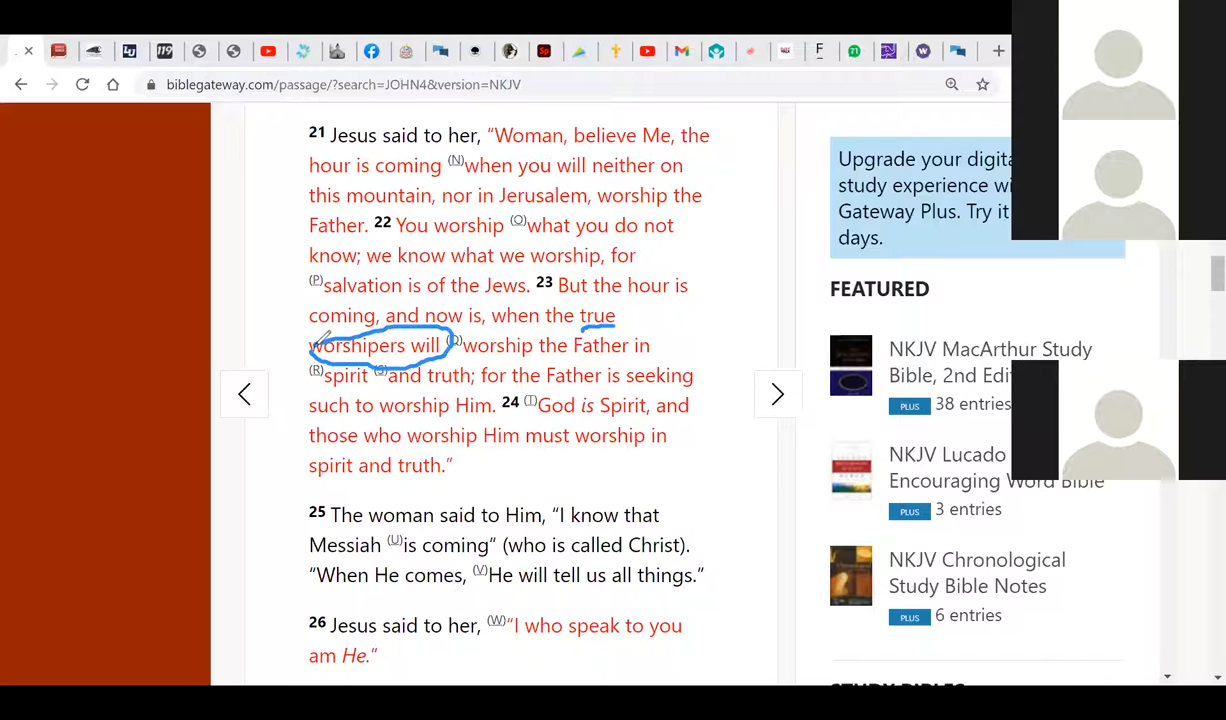 biblegateway.com/passage/?search=JOHN4&version=NKJV
21 Jesus said to her, “Woman, believe Me, the
hour is coming (N)when you will neither on
this mountain, nor in Jerusalem, worship the
Father. 22 You worship (O)what you do not
know; we know what we worship, for
(P)salvation is of the Jews. 23 But the hour is
coming, and now is, when the true
worshipers will (Q)worship the Father in
(R)spirit (S)and truth; for the Father is seeking
such to worship Him. 24 (T)God is Spirit, and
those who worship Him must worship in
spirit and truth.”
25 The woman said to Him, “I know that
Messiah (U)is coming” (who is called Christ).
“When He comes, (V)He will tell us all things.”
26 Jesus said to her, (W)“I who speak to you
am He.”
Upgrade your digita
study experience wi
Gateway Plus. Try it
days.
FEATURED
NKJV MacArthur Study
Bible, 2nd Edi
PLUS 38 entries
NKJV Lucado
Encouraging Word Bible
PLUS 3 entries
NKJV Chronological
Study Bible Notes
PLUS 6 entries
STUDY BIBLES